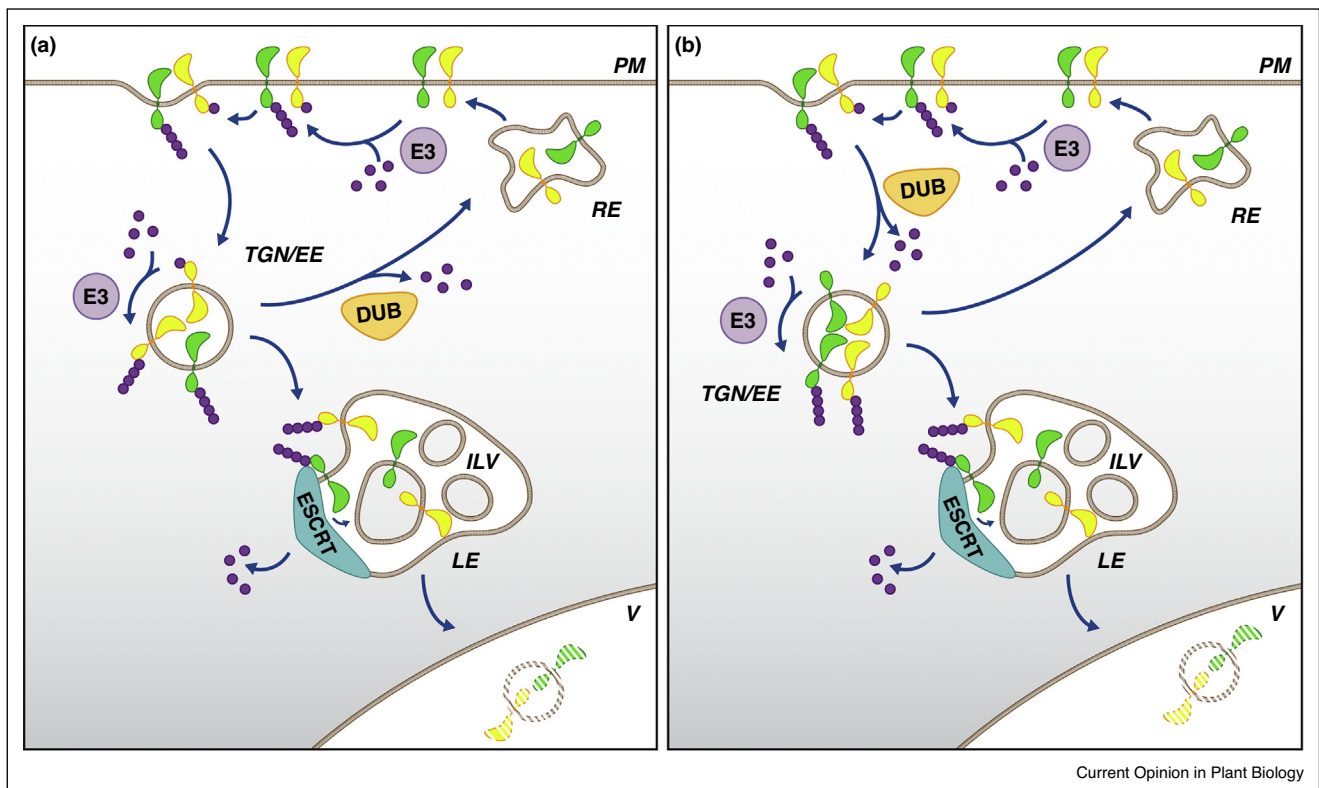 (a)
PM
E3
RE
TGN/EE
E3
DUB
ILV
ESCRT
LE
V
(b)
PM
E3
DUB
RE
E3
TGN/EE
ILV
ESCRT
LE
V
Current Opinion in Plant Biology